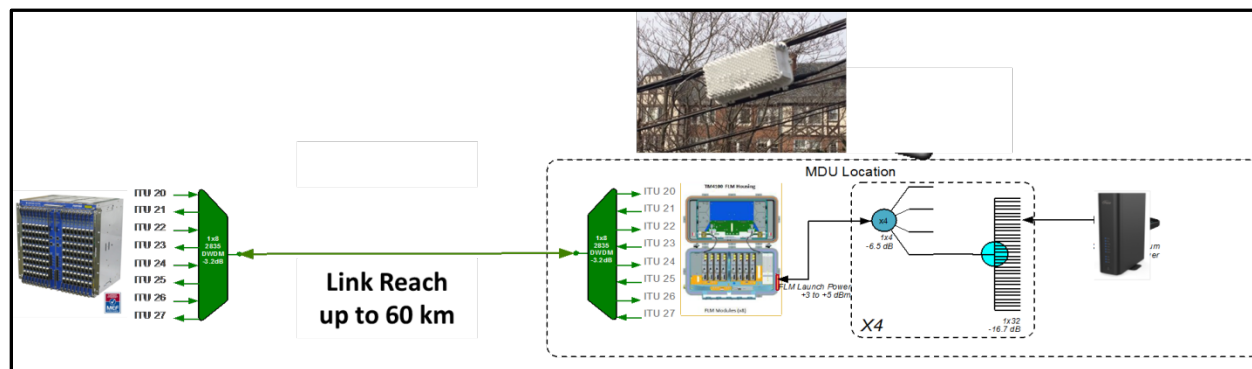 MDU Location
ITU 20
ITU 21
ITU 22
ITU 23
ITU 24
ITU 25
ITU 26
ITU 27
1x8
2835
DWDM
-3.2dB
Link Reach
up to 60 km
1x8
2835
DWDM
-3.2dB
ITU 20
ITU 21
ITU 22
ITU 23
ITU 24
ITU 25
ITU 26
ITU 27
FLM Modules (x8)
FLM Launch Power
+3 to +5 dBm
x4
1x4
-6.5 dB
X4
1x32
-16.7 dB